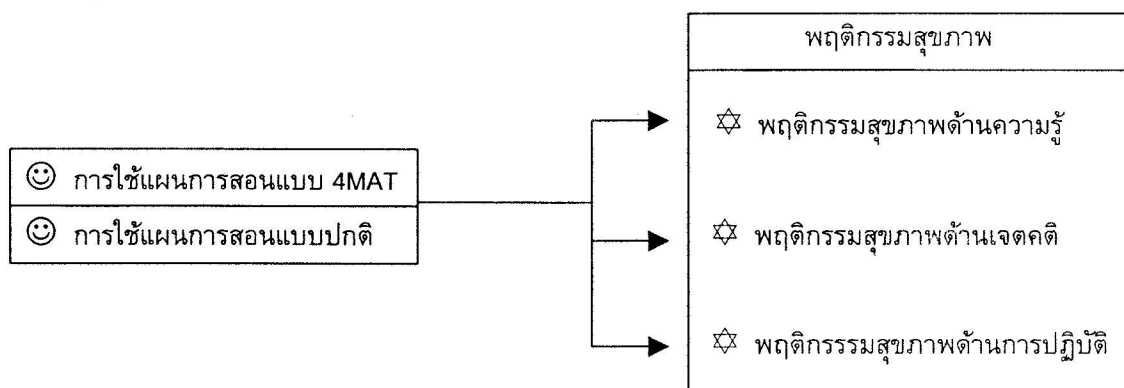 พฤติกรรมสุขภาพ
พฤติกรรมสุขภาพด้านความรู้
การใช้แผนการสอนแบบ 4MAT
การใช้แผนการสอนแบบปกติ
พฤติกรรมสุขภาพด้านเจตคติ
พฤติกรรรมสุขภาพด้านการปฏิบัติ